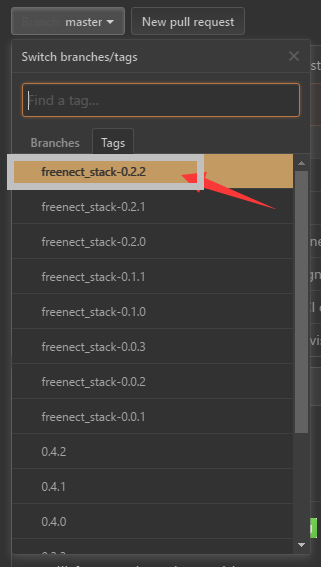 Branch: master
New pull request
Switch branches/tags
Find a tag...
Branches
Tags
freenect_stack-0.2.2
freenect_stack-0.2.1
freenect_stack-0.2.0
freenect_stack-0.1.1
freenect_stack-0.1.0
freenect_stack-0.0.3
freenect_stack-0.0.2
freenect_stack-0.0.1
0.4.2
0.4.1
0.4.0